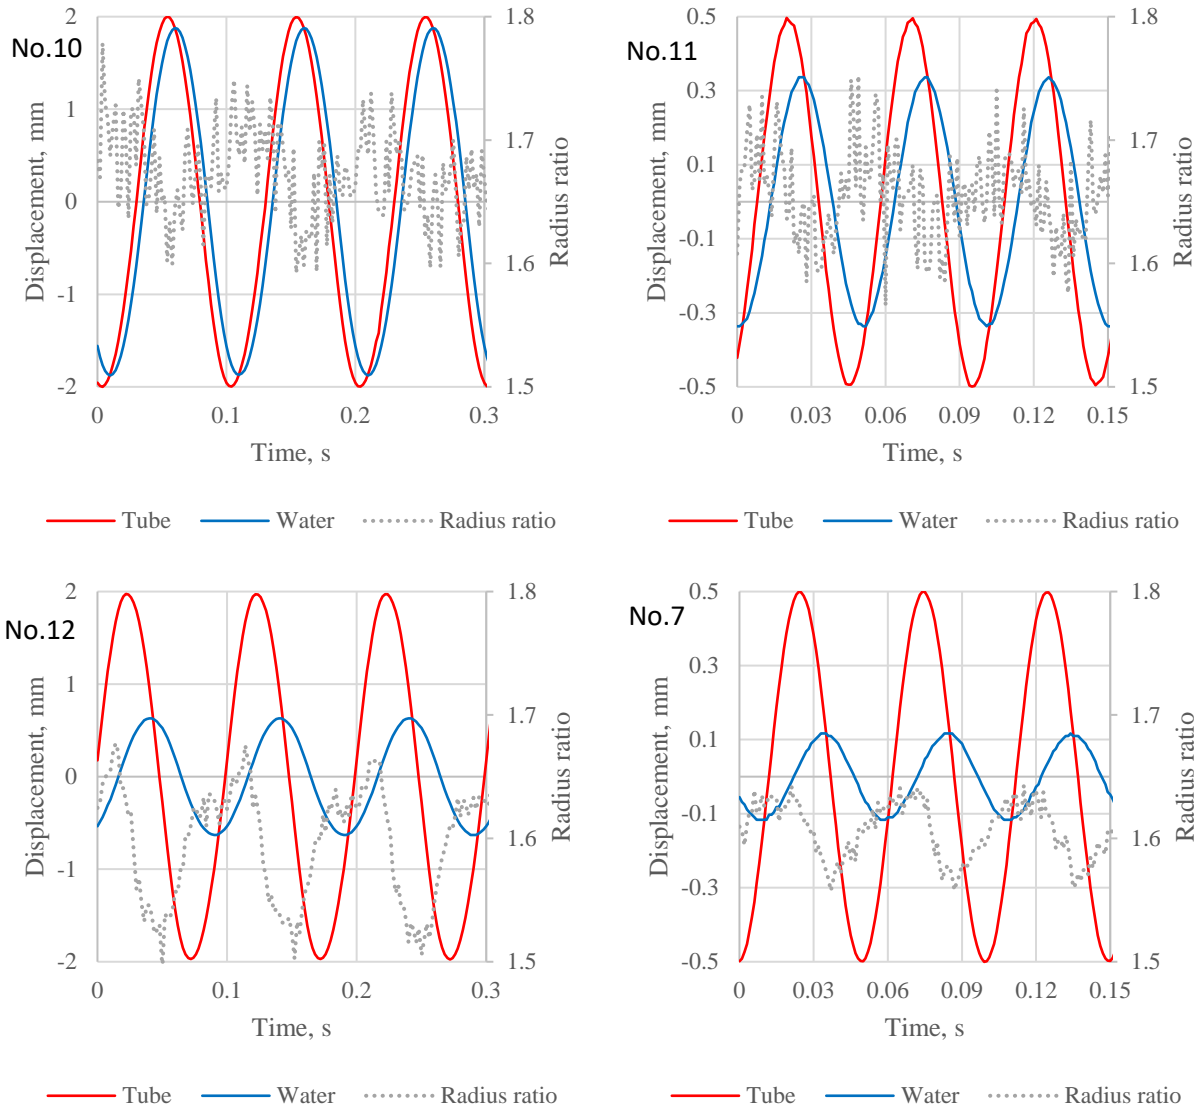 No.10
2
1
0
-1
-2
Displacement, mm
1.8
1.7
1.6
1.5
Radius ratio
0 0.1 0.2 0.3
Time, s
Tube Water Radius ratio
No.11
0.5
0.3
0.1
-0.1
-0.3
-0.5
Displacement, mm
1.8
1.7
1.6
1.5
Radius ratio
0 0.03 0.06 0.09 0.12 0.15
Time, s
Tube Water Radius ratio
No.12
2
1
0
-1
-2
Displacement, mm
1.8
1.7
1.6
1.5
Radius ratio
0 0.1 0.2 0.3
Time, s
Tube Water Radius ratio
No.7
0.5
0.3
0.1
-0.1
-0.3
-0.5
Displacement, mm
1.8
1.7
1.6
1.5
Radius ratio
0 0.03 0.06 0.09 0.12 0.15
Time, s
Tube Water Radius ratio